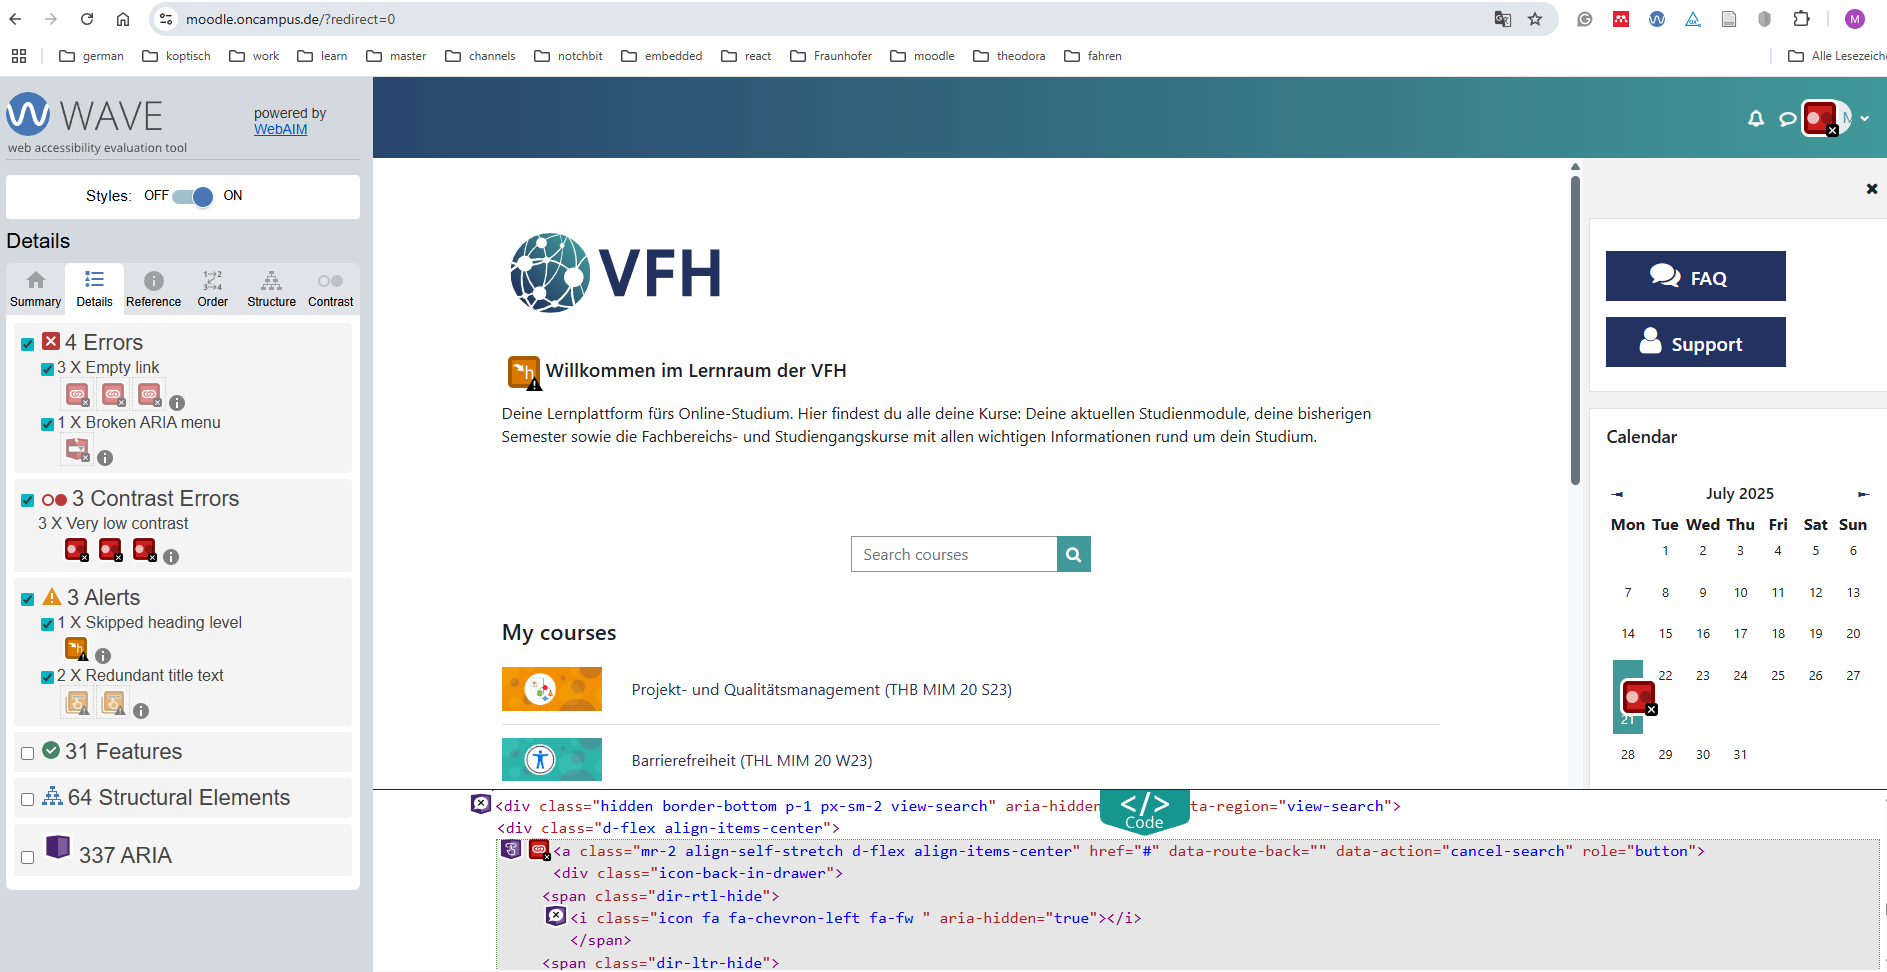 moodle.oncampus.de/?redirect=0
M
german koptisch work learn master channels notchbit embedded react Fraunhofer moodle theodora fahren
Alle Lesezeich
WAVE
web accessibility evaluation tool
powered by
WebAIM
Styles: OFF ON
Details
Summary Details Reference Order Structure Contrast
4 Errors
3 X Empty link
1 X Broken ARIA menu
3 Contrast Errors
3 X Very low contrast
3 Alerts
1 X Skipped heading level
2 X Redundant title text
31 Features
64 Structural Elements
337 ARIA
M
VFH
h Willkommen im Lernraum der VFH
Deine Lernplattform fürs Online-Studium. Hier findest du alle deine Kurse: Deine aktuellen Studienmodule, deine bisherigen
Semester sowie die Fachbereichs- und Studiengangskurse mit allen wichtigen Informationen rund um dein Studium.
Search courses
My courses
Projekt- und Qualitätsmanagement (THB MIM 20 S23)
Barrierefreiheit (THL MIM 20 W23)
FAQ
Support
Calendar
July 2025
Mon Tue Wed Thu Fri Sat Sun
1 2 3 4 5 6
7 8 9 10 11 12 13
14 15 16 17 18 19 20
21 22 23 24 25 26 27
28 29 30 31
</>
Code
<div class="hidden border-bottom p-1 px-sm-2 view-search" aria-hidden ta-region="view-search">
<div class="d-flex align-items-center">
<a class="mr-2 align-self-stretch d-flex align-items-center" href="#" data-route-back="" data-action="cancel-search" role="button">
<div class="icon-back-in-drawer">
<span class="dir-rtl-hide">
<i class="icon fa fa-chevron-left fa-fw " aria-hidden="true"></i>
</span>
<span class="dir-ltr-hide">